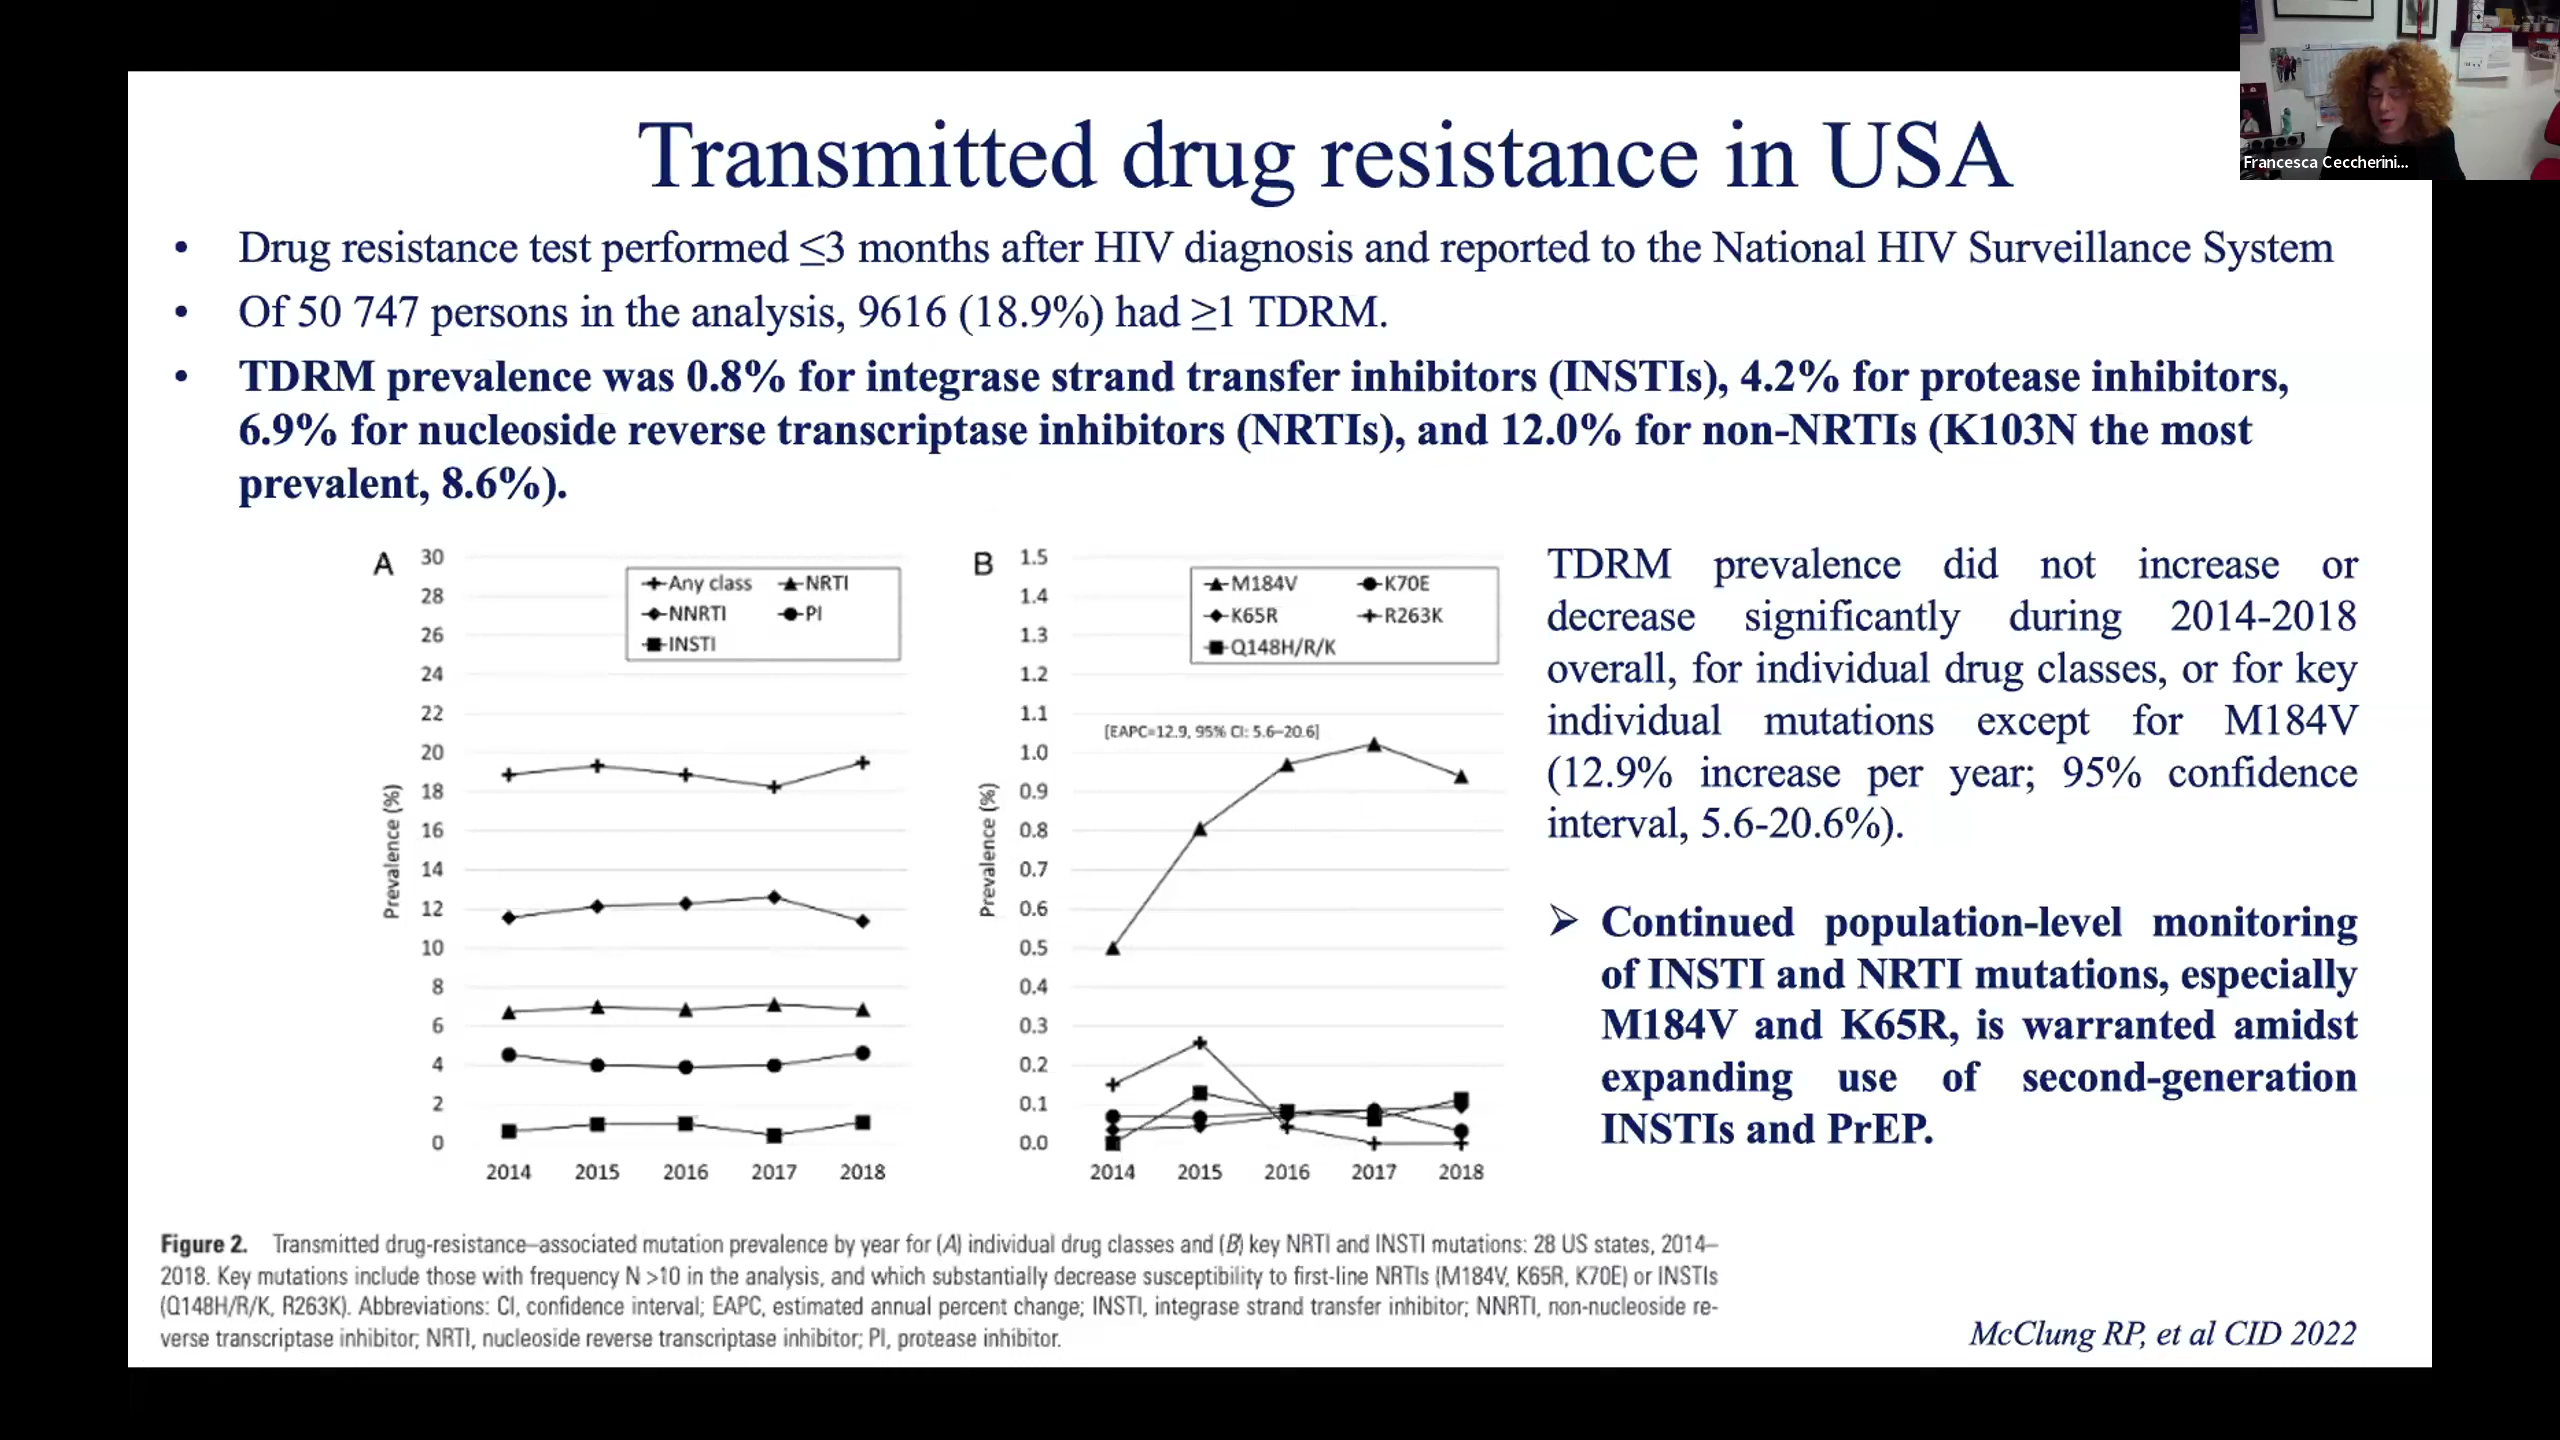 Transmitted drug resistance in USA
Francesca Ceccherini...
• Drug resistance test performed ≤3 months after HIV diagnosis and reported to the National HIV Surveillance System
• Of 50 747 persons in the analysis, 9616 (18.9%) had ≥1 TDRM.
• TDRM prevalence was 0.8% for integrase strand transfer inhibitors (INSTIs), 4.2% for protease inhibitors,
6.9% for nucleoside reverse transcriptase inhibitors (NRTIs), and 12.0% for non-NRTIs (K103N the most
prevalent, 8.6%).
A
Prevalence (%)
30
28
26
24
22
20
18
16
14
12
10
8
6
4
2
0
Any class NRTI
NNRTI PI
INSTI
2014 2015 2016 2017 2018
B
Prevalence (%)
1.5
1.4
1.3
1.2
1.1
1.0
0.9
0.8
0.7
0.6
0.5
0.4
0.3
0.2
0.1
0.0
M184V K70E
K65R R263K
Q148H/R/K
[EAPC=12.9, 95% CI: 5.6–20.6]
2014 2015 2016 2017 2018
TDRM prevalence did not increase or
decrease significantly during 2014-2018
overall, for individual drug classes, or for key
individual mutations except for M184V
(12.9% increase per year; 95% confidence
interval, 5.6-20.6%).
➢ Continued population-level monitoring
of INSTI and NRTI mutations, especially
M184V and K65R, is warranted amidst
expanding use of second-generation
INSTIs and PrEP.
Figure 2. Transmitted drug-resistance–associated mutation prevalence by year for (A) individual drug classes and (B) key NRTI and INSTI mutations: 28 US states, 2014–
2018. Key mutations include those with frequency N >10 in the analysis, and which substantially decrease susceptibility to first-line NRTIs (M184V, K65R, K70E) or INSTIs
(Q148H/R/K, R263K). Abbreviations: CI, confidence interval; EAPC, estimated annual percent change; INSTI, integrase strand transfer inhibitor; NNRTI, non-nucleoside re-
verse transcriptase inhibitor; NRTI, nucleoside reverse transcriptase inhibitor; PI, protease inhibitor.
McClung RP, et al CID 2022